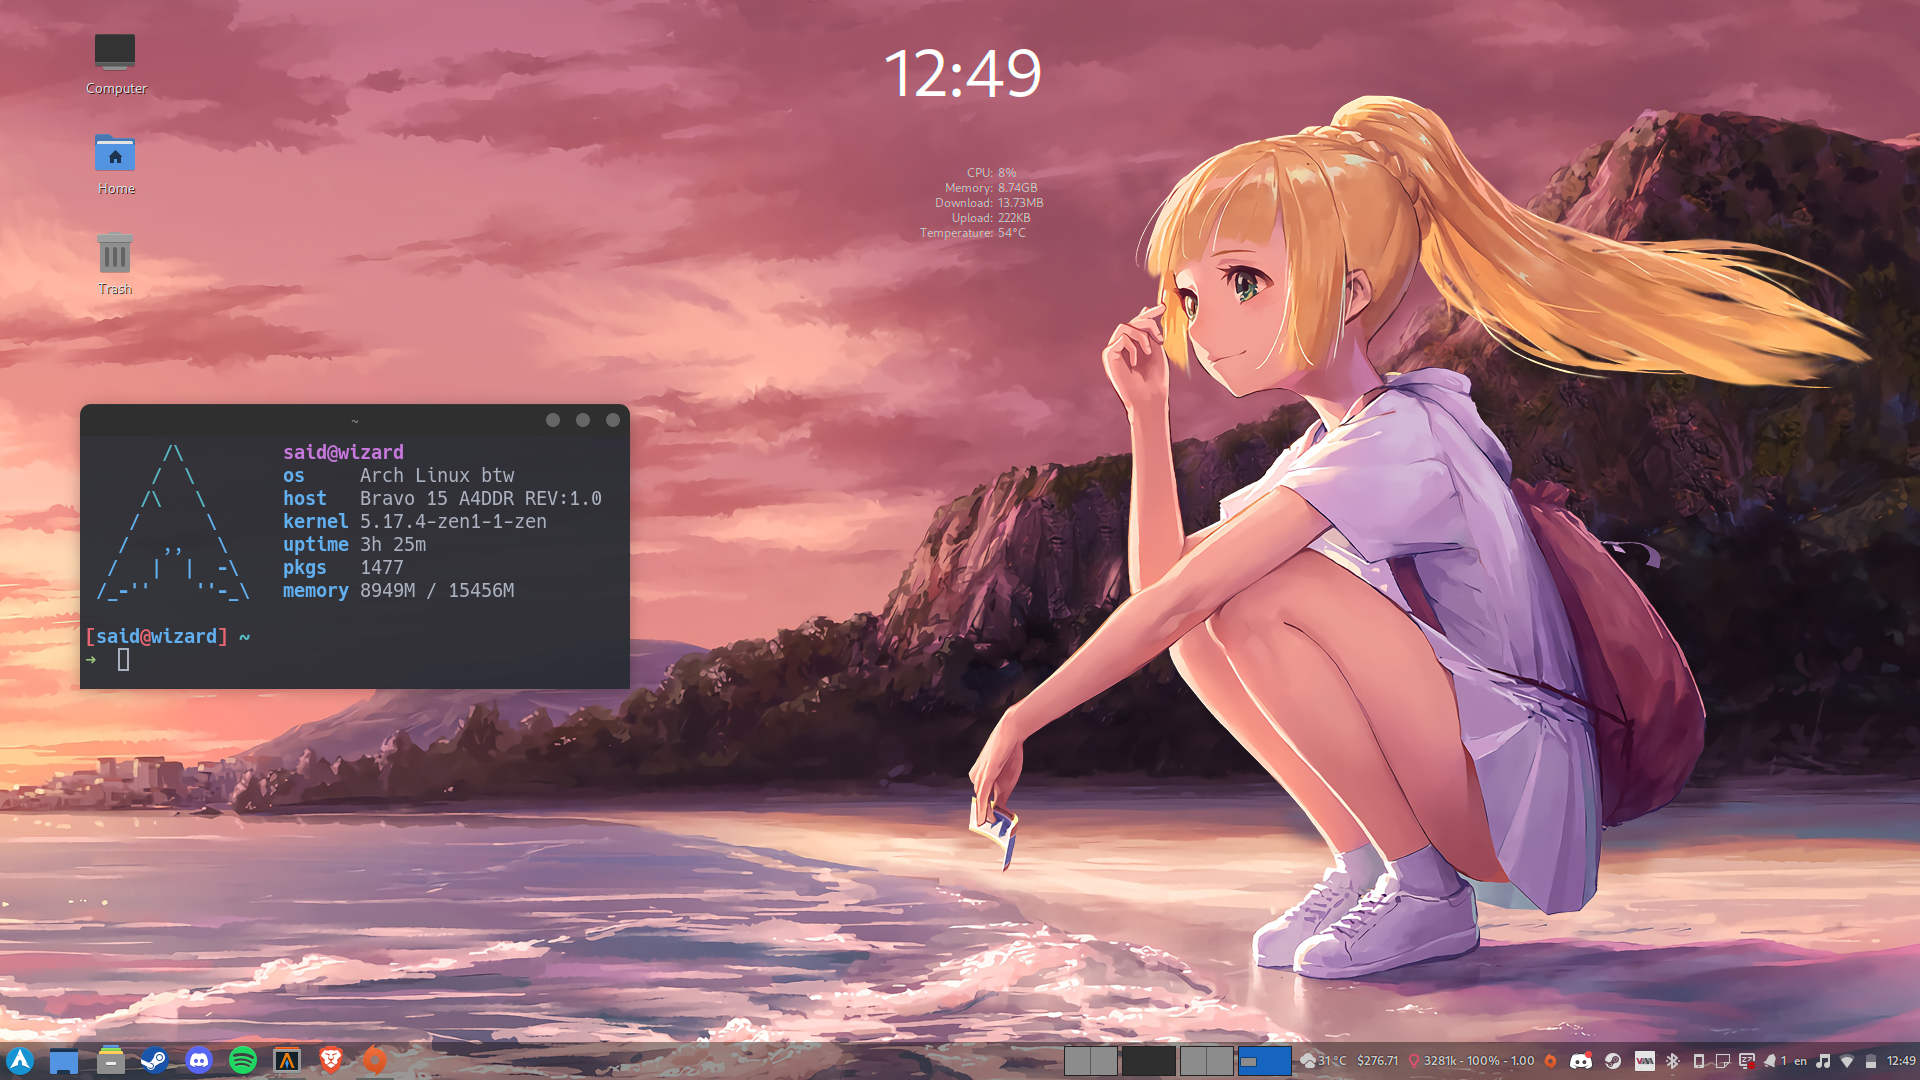 12:49
Computer
CPU: 8%
Memory: 8.74GB
Home
Download: 13.73MB
Upload: 222KB
Temperature: 54°C
Trash
~
said@wizard
os Arch Linux btw
host Bravo 15 A4DDR REV:1.0
kernel 5.17.4-zen1-1-zen
uptime 3h 25m
pkgs 1477
memory 8949M / 15456M
[said@wizard] ~
→
31°C $276.71 3281k - 100% - 1.00 1 en 12:49